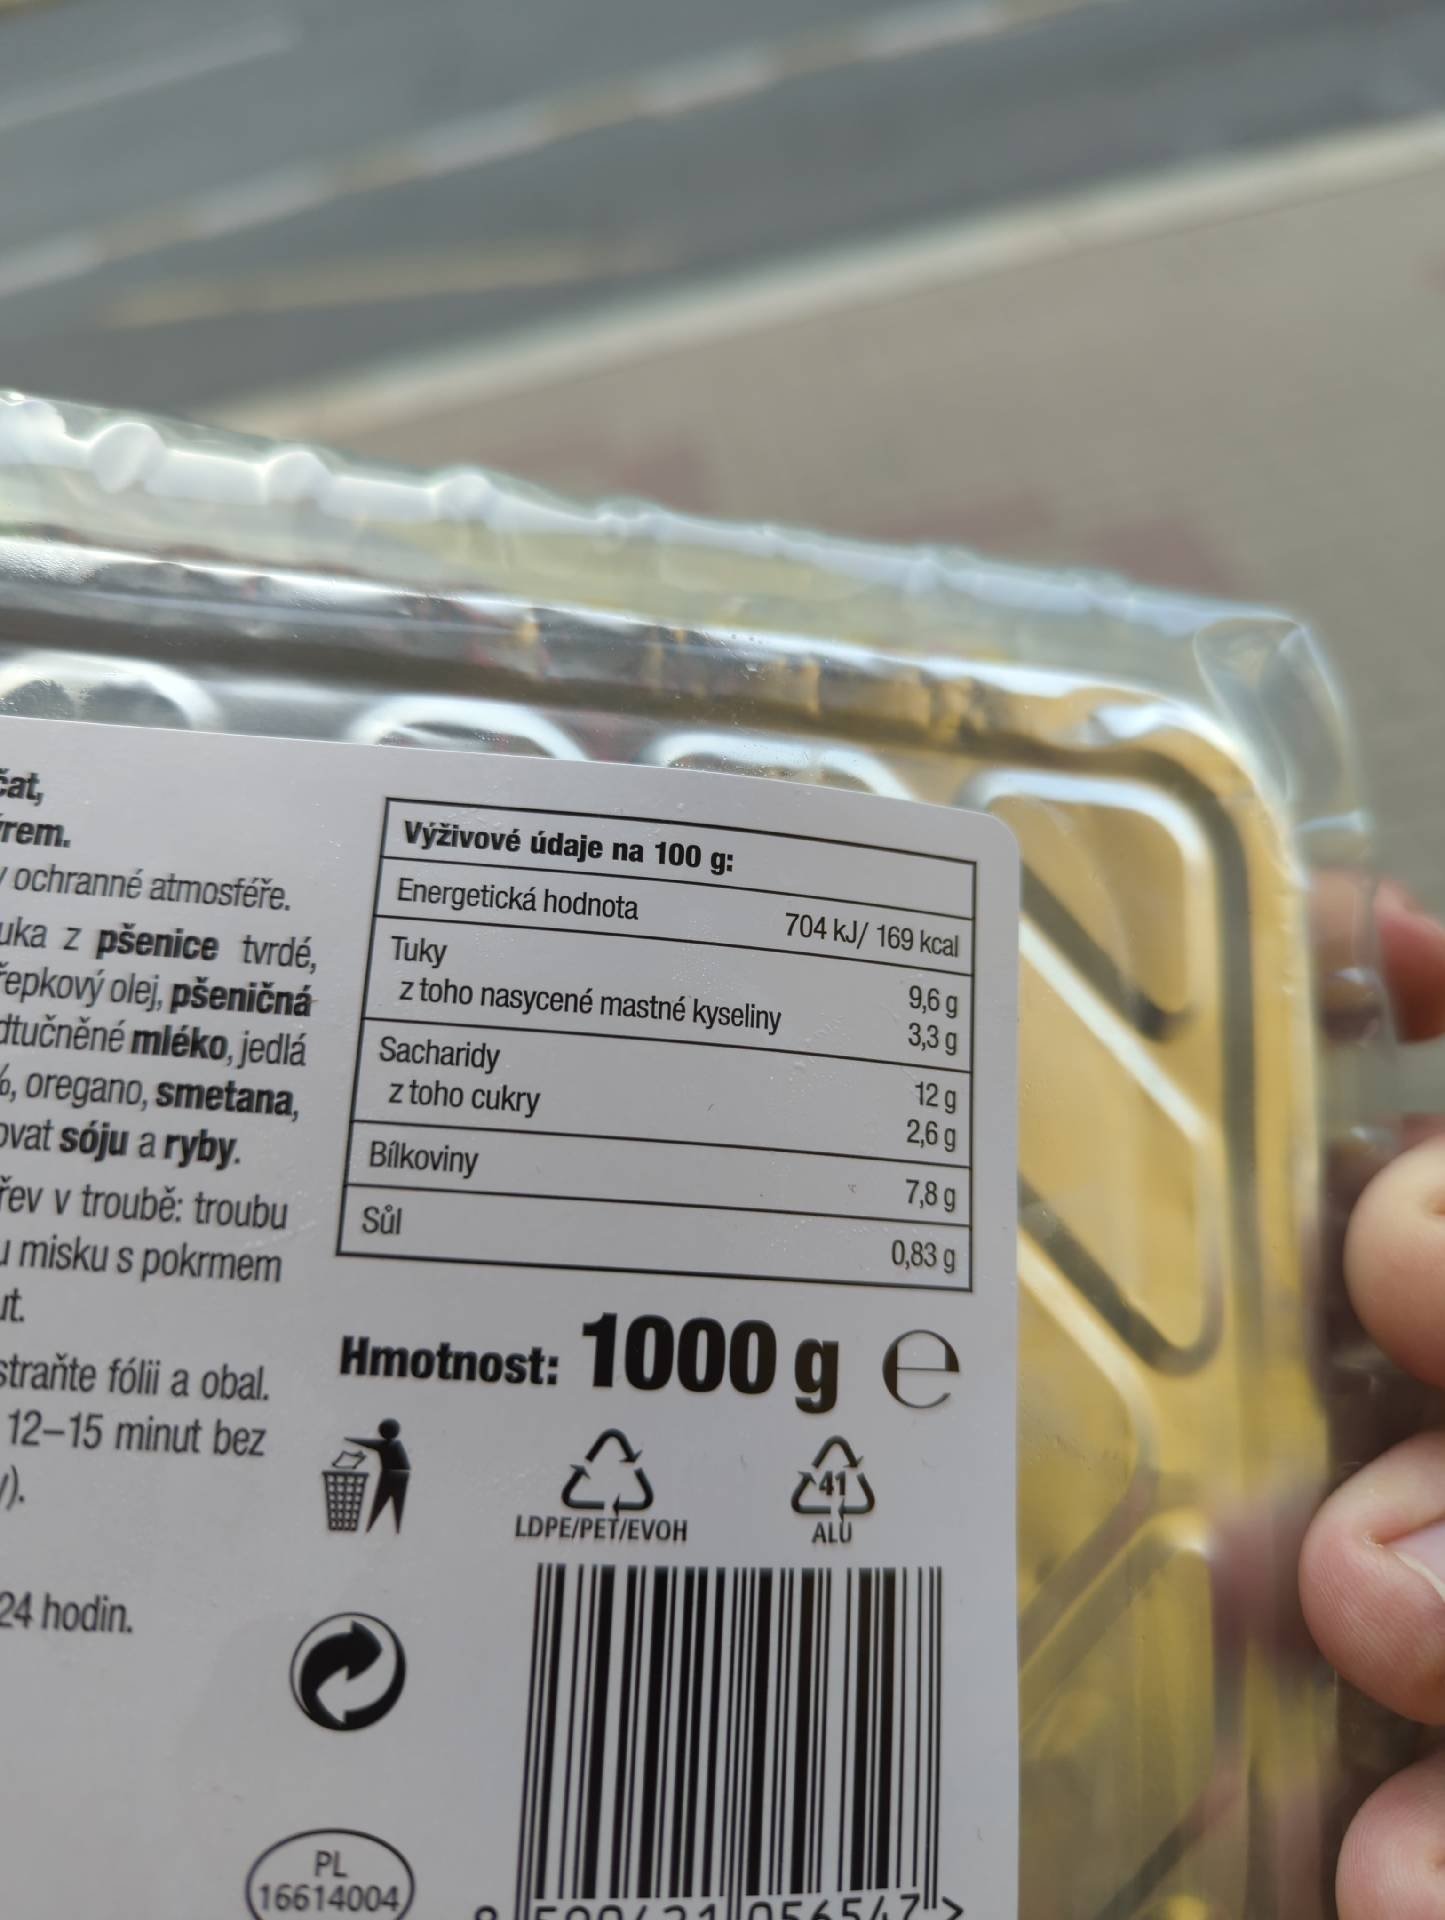 čat,
ýrem.
v ochranné atmosféře.
uka z pšenice tvrdé,
řepkový olej, pšeničná
dtučněné mléko, jedlá
%, oregano, smetana,
ovat sóju a ryby.
řev v troubě: troubu
u misku s pokrmem
ut.
straňte fólii a obal.
12–15 minut bez
y).
24 hodin.
Výživové údaje na 100 g:
Energetická hodnota 704 kJ/ 169 kcal
Tuky 9,6 g
z toho nasycené mastné kyseliny 3,3 g
Sacharidy 12 g
z toho cukry 2,6 g
Bílkoviny 7,8 g
Sůl 0,83 g
Hmotnost: 1000 g e
LDPE/PET/EVOH
41
ALU
PL
16614004